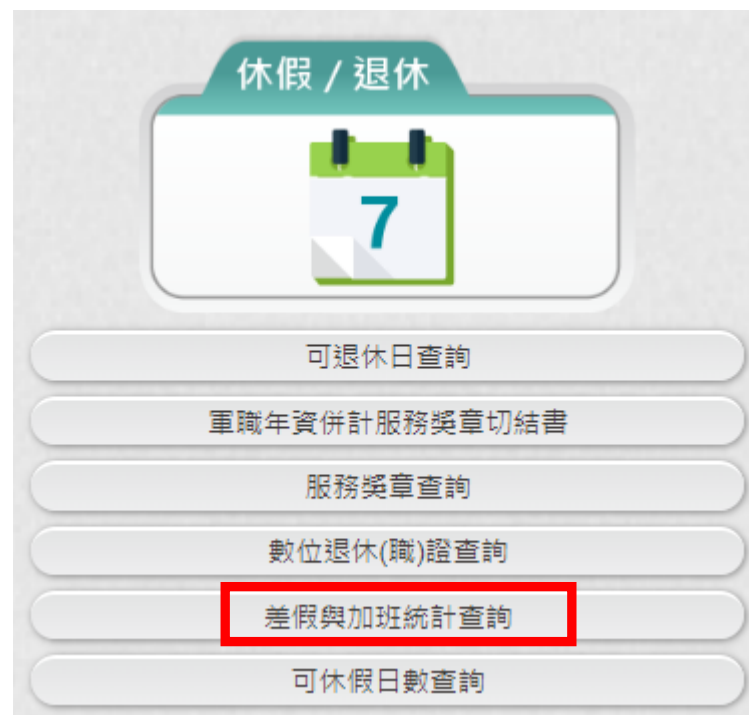 休假 / 退休
7
可退休日查詢
軍職年資併計服務獎章切結書
服務獎章查詢
數位退休(職)證查詢
差假與加班統計查詢
可休假日數查詢